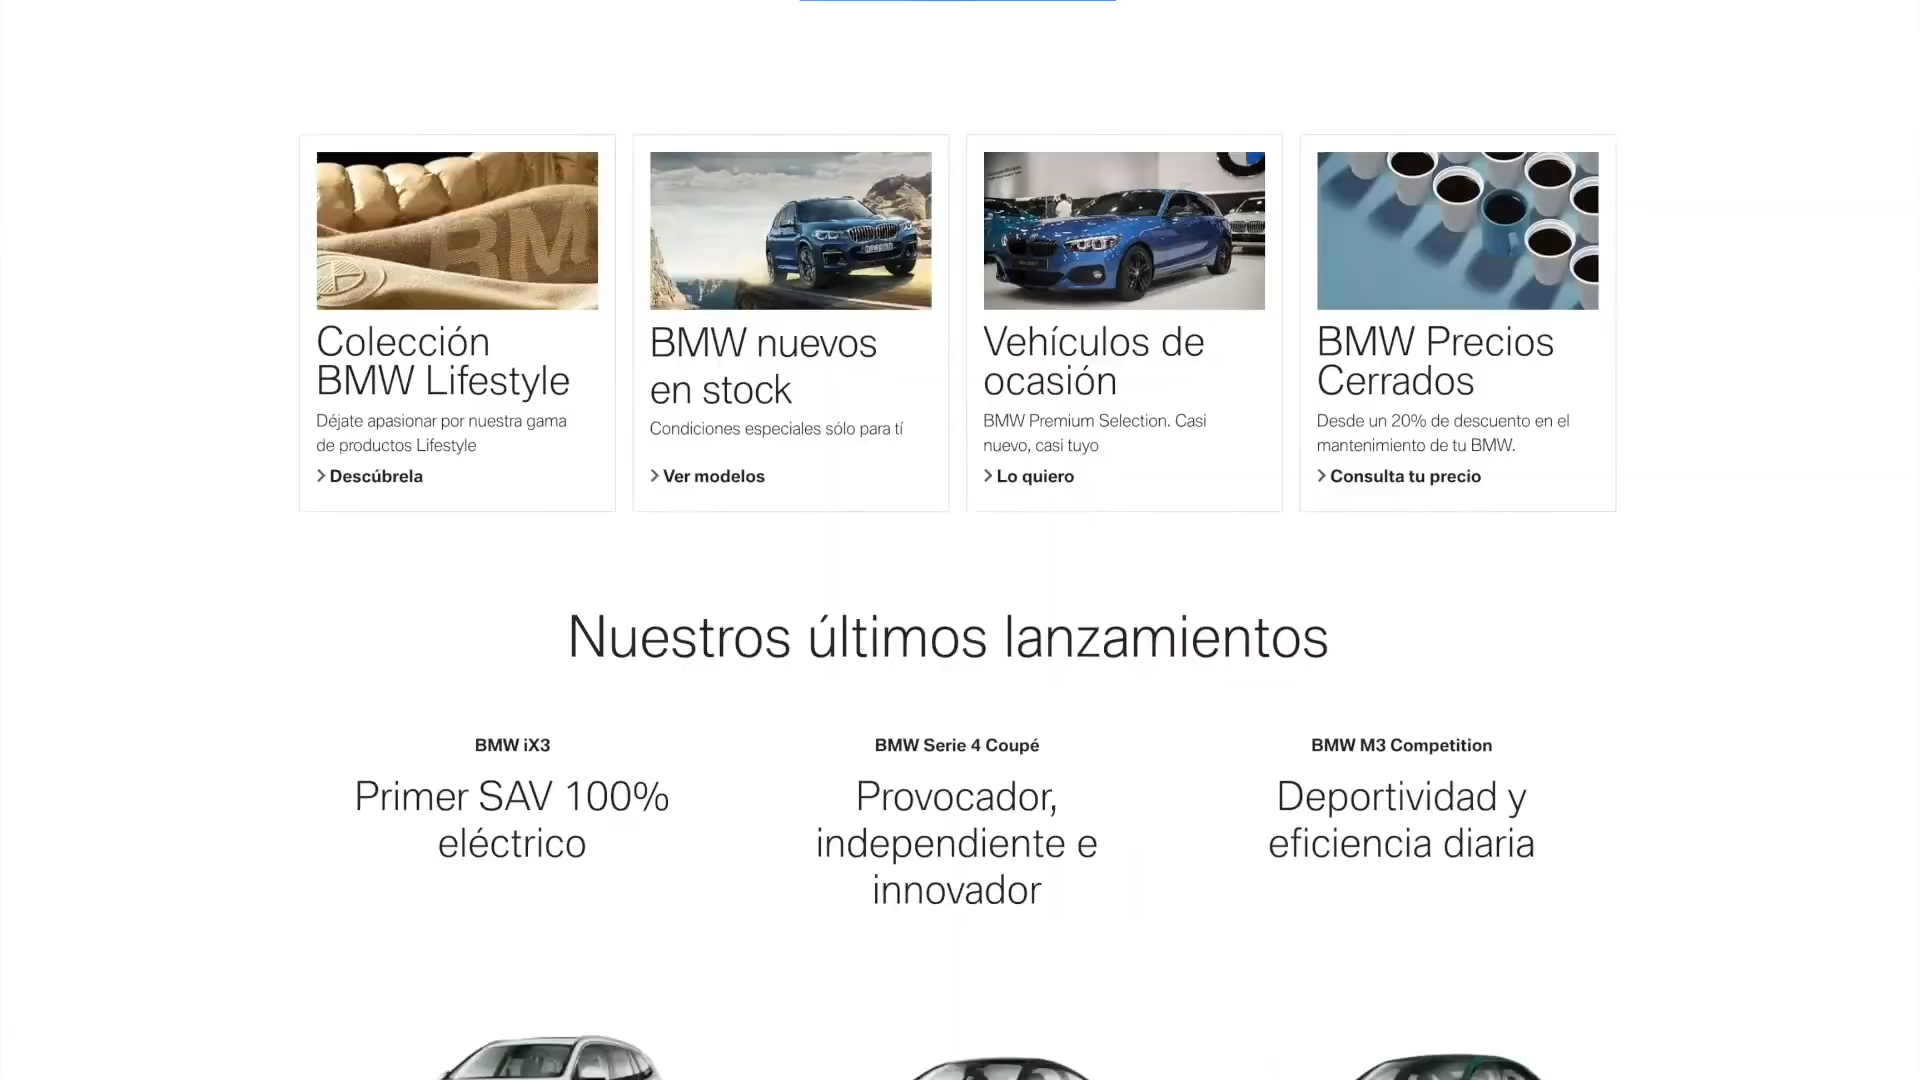 BM
Colección
BMW Lifestyle
Déjate apasionar por nuestra gama
de productos Lifestyle
Descúbrela
BMW nuevos
en stock
Condiciones especiales sólo para tí
Ver modelos
Vehículos de
ocasión
BMW Premium Selection. Casi
nuevo, casi tuyo
Lo quiero
BMW Precios
Cerrados
Desde un 20% de descuento en el
mantenimiento de tu BMW.
Consulta tu precio
Nuestros últimos lanzamientos
BMW iX3
Primer SAV 100%
eléctrico
BMW Serie 4 Coupé
Provocador,
independiente e
innovador
BMW M3 Competition
Deportividad y
eficiencia diaria